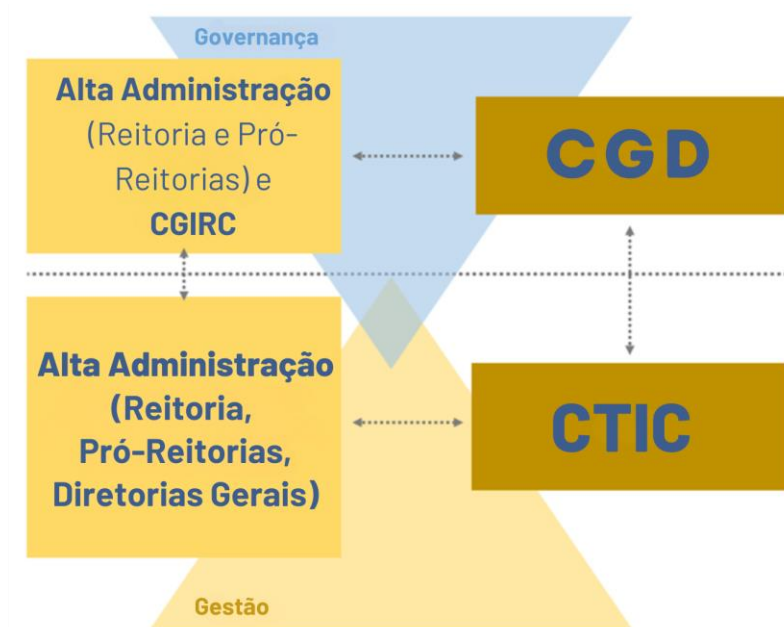 Governança
Alta Administração
(Reitoria e Pró-
Reitorias) e
CGIRC
CGD
Alta Administração
(Reitoria,
Pró-Reitorias,
Diretorias Gerais)
CTIC
Gestão